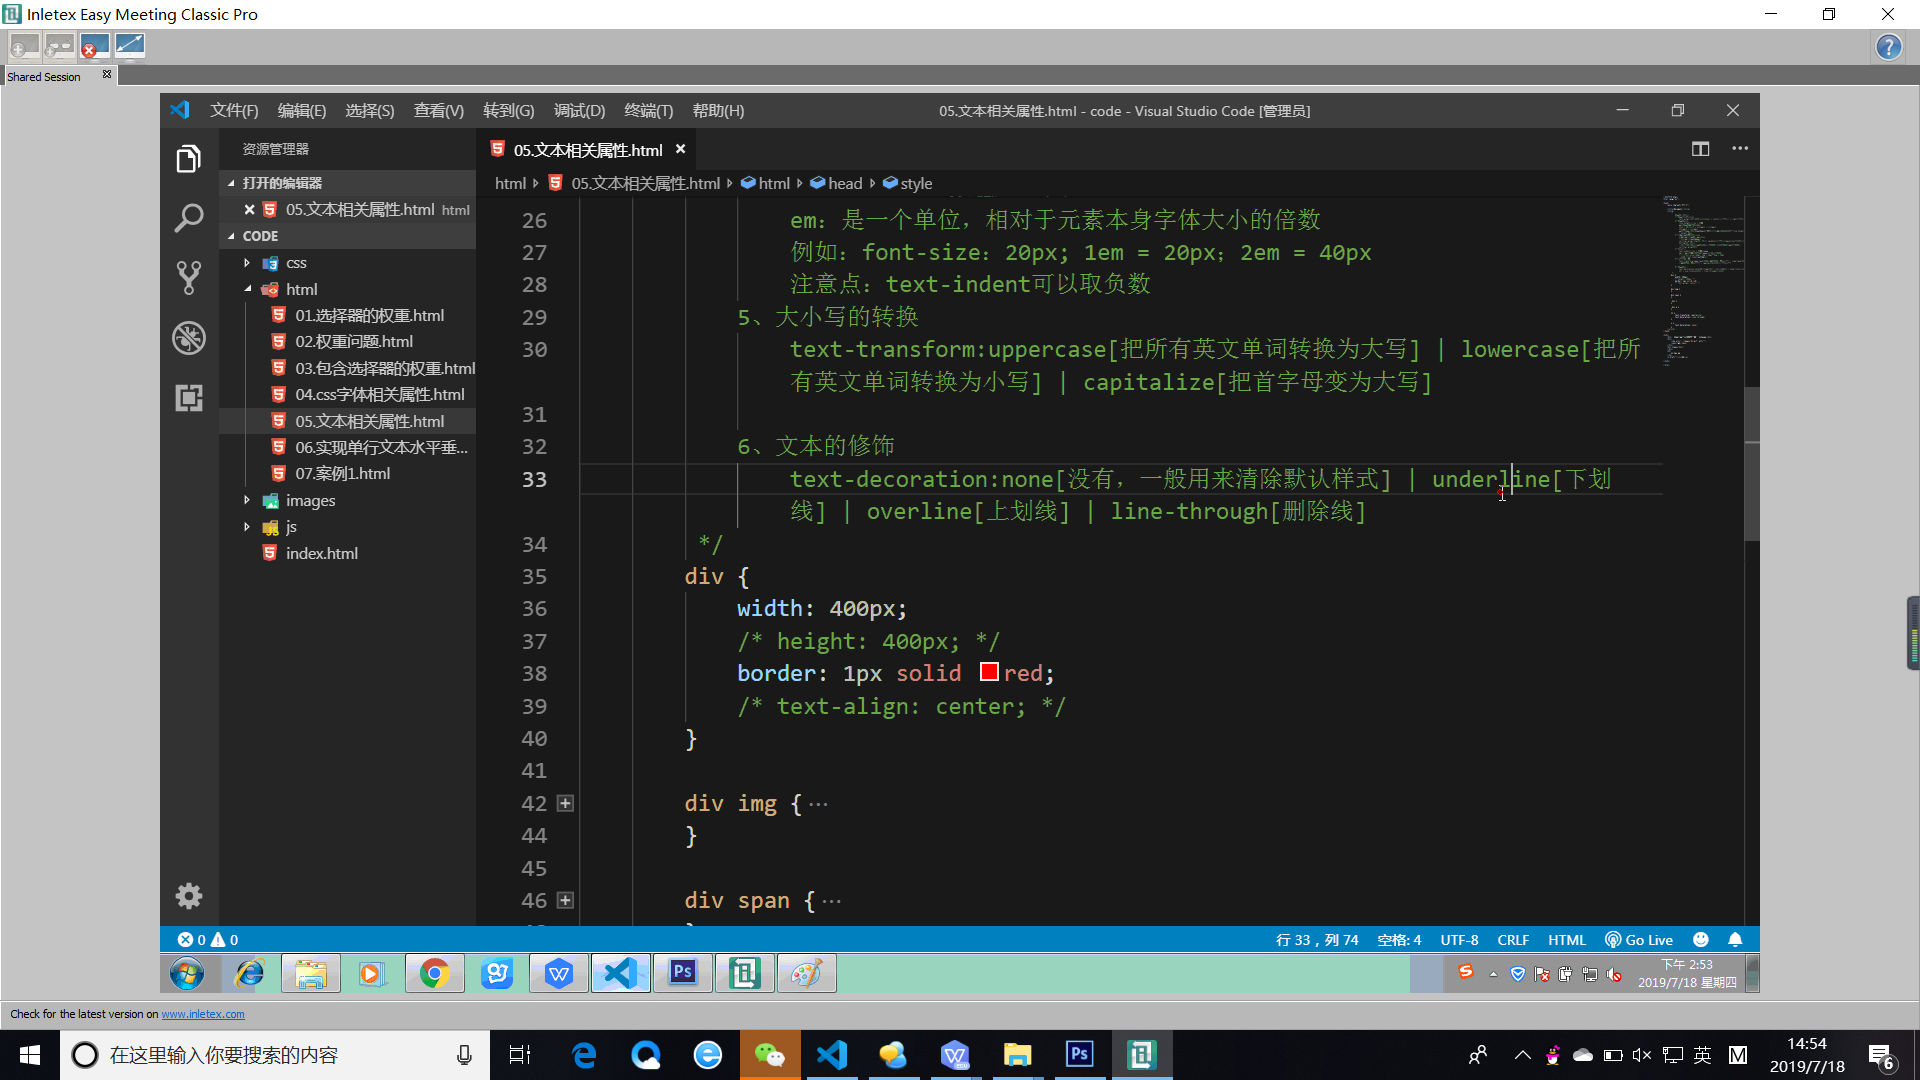 Inletex Easy Meeting Classic Pro
Shared Session
文件(F) 编辑(E) 选择(S) 查看(V) 转到(G) 调试(D) 终端(T) 帮助(H)
05.文本相关属性.html - code - Visual Studio Code [管理员]
资源管理器
05.文本相关属性.html
打开的编辑器
html 05.文本相关属性.html html head style
05.文本相关属性.html html
CODE
css
html
01.选择器的权重.html
02.权重问题.html
03.包含选择器的权重.html
04.css字体相关属性.html
05.文本相关属性.html
06.实现单行文本水平垂...
07.案例1.html
images
js
index.html
26 em：是一个单位，相对于元素本身字体大小的倍数
27 例如：font-size：20px; 1em = 20px；2em = 40px
28 注意点：text-indent可以取负数
29 5、大小写的转换
30 text-transform:uppercase[把所有英文单词转换为大写] | lowercase[把所
有英文单词转换为小写] | capitalize[把首字母变为大写]
31
32 6、文本的修饰
33 text-decoration:none[没有，一般用来清除默认样式] | underline[下划
线] | overline[上划线] | line-through[删除线]
34 */
35 div {
36 width: 400px;
37 /* height: 400px; */
38 border: 1px solid red;
39 /* text-align: center; */
40 }
41
42 div img {···
44 }
45
46 div span {···
0 0
行 33，列 74 空格: 4 UTF-8 CRLF HTML Go Live
下午 2:53
2019/7/18 星期四
Check for the latest version on www.inletex.com
在这里输入你要搜索的内容
英
14:54
2019/7/18
6